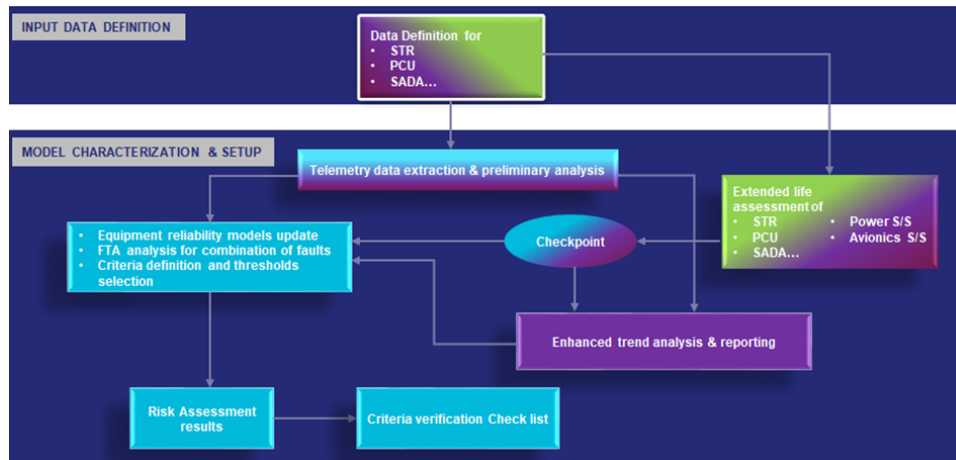 INPUT DATA DEFINITION
Data Definition for
• STR
• PCU
• SADA...
MODEL CHARACTERIZATION & SETUP
Telemetry data extraction & preliminary analysis
Extended life
assessment of
• STR • Power S/S
• PCU • Avionics S/S
• SADA...
• Equipment reliability models update
• FTA analysis for combination of faults
• Criteria definition and thresholds
selection
Checkpoint
Enhanced trend analysis & reporting
Risk Assessment
results
Criteria verification Check list